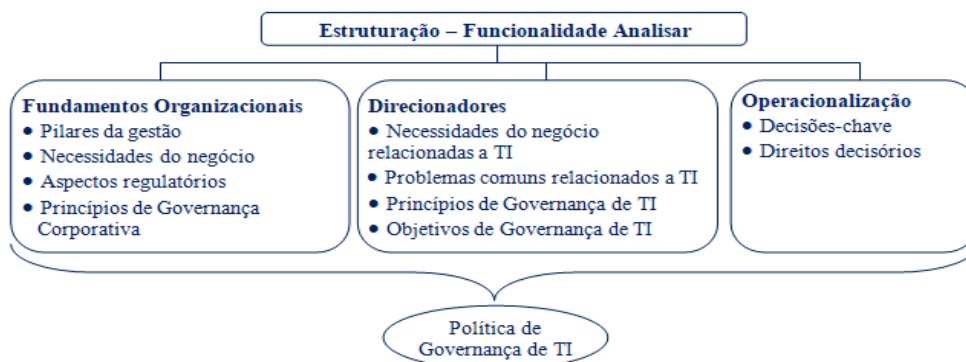 Estruturação – Funcionalidade Analisar
Fundamentos Organizacionais
● Pilares da gestão
● Necessidades do negócio
● Aspectos regulatórios
● Princípios de Governança
Corporativa
Direcionadores
● Necessidades do negócio
relacionadas a TI
● Problemas comuns relacionados a TI
● Princípios de Governança de TI
● Objetivos de Governança de TI
Operacionalização
● Decisões-chave
● Direitos decisórios
Política de
Governança de TI